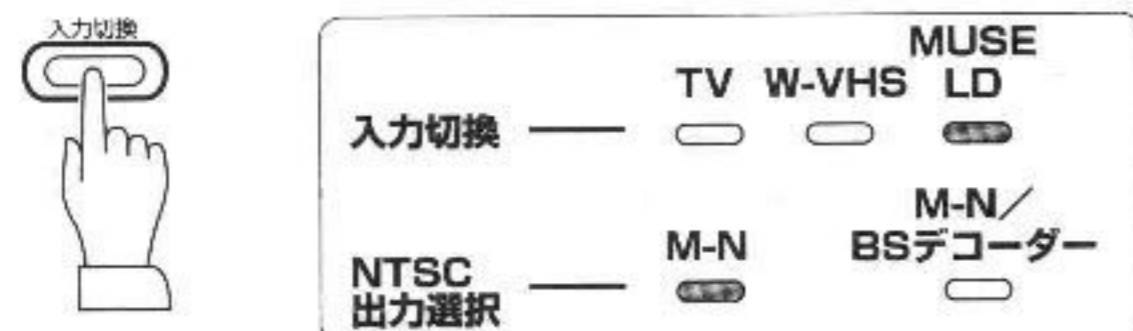 入力切換
MUSE
TV W-VHS LD
入力切換
M-N／
M-N BSデコーダー
NTSC
出力選択